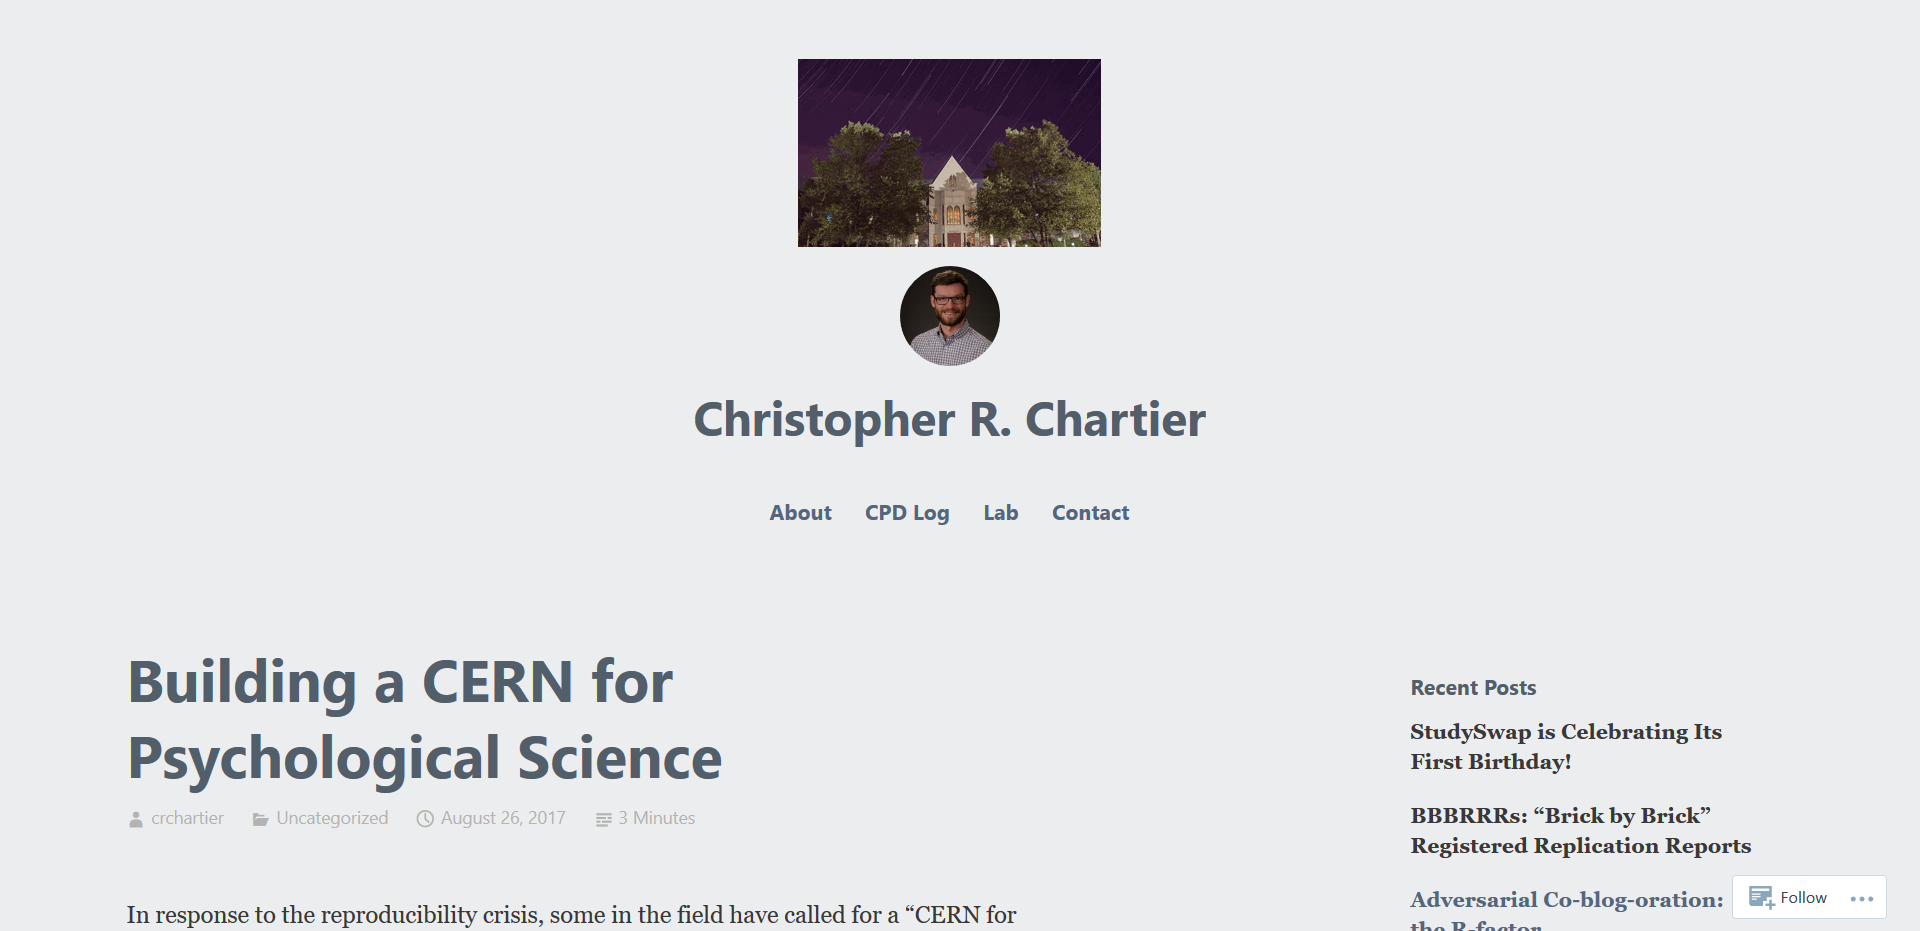 Christopher R. Chartier
About CPD Log Lab Contact
Building a CERN for
Psychological Science
crchartier Uncategorized August 26, 2017 3 Minutes
In response to the reproducibility crisis, some in the field have called for a “CERN for
Recent Posts
StudySwap is Celebrating Its
First Birthday!
BBBRRRs: “Brick by Brick”
Registered Replication Reports
Adversarial Co-blog-oration:
the R-factor
Follow